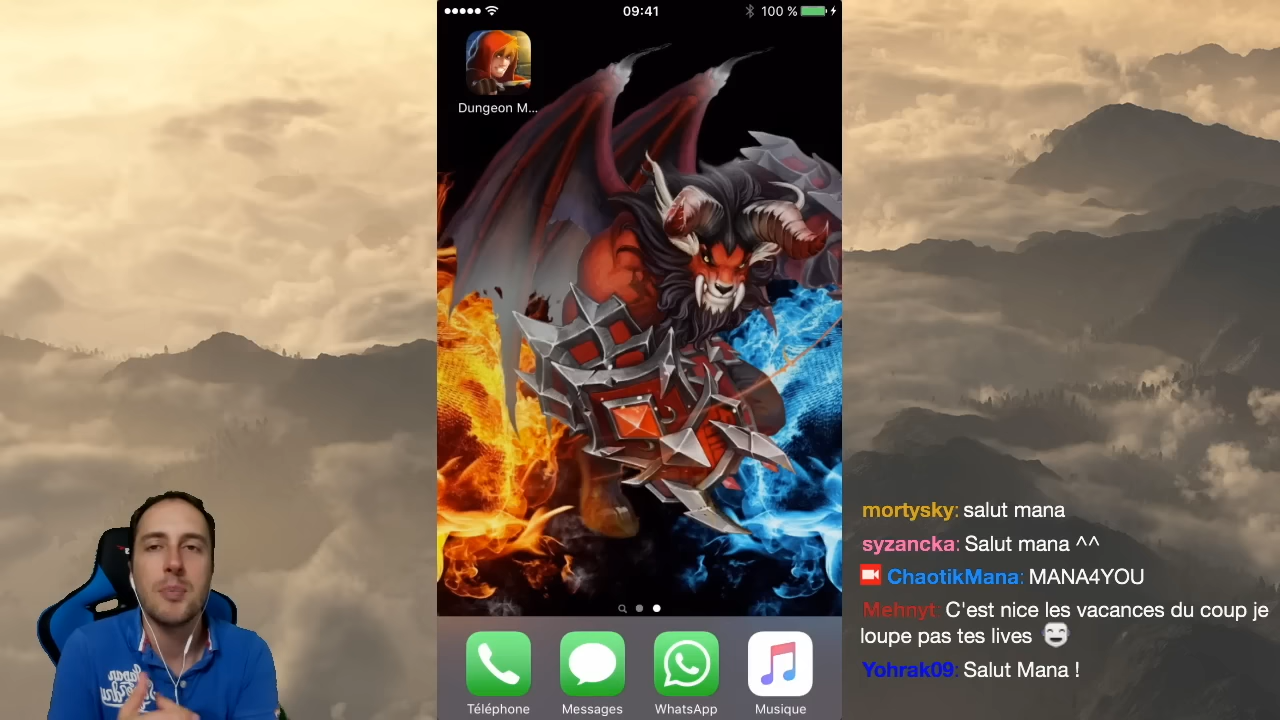 09:41
100 %
Dungeon M...
mortysky: salut mana
syzancka: Salut mana ^^
ChaotikMana: MANA4YOU
Mehnyt: C'est nice les vacances du coup je
loupe pas tes lives
Yohrak09: Salut Mana !
Téléphone
Messages
WhatsApp
Musique